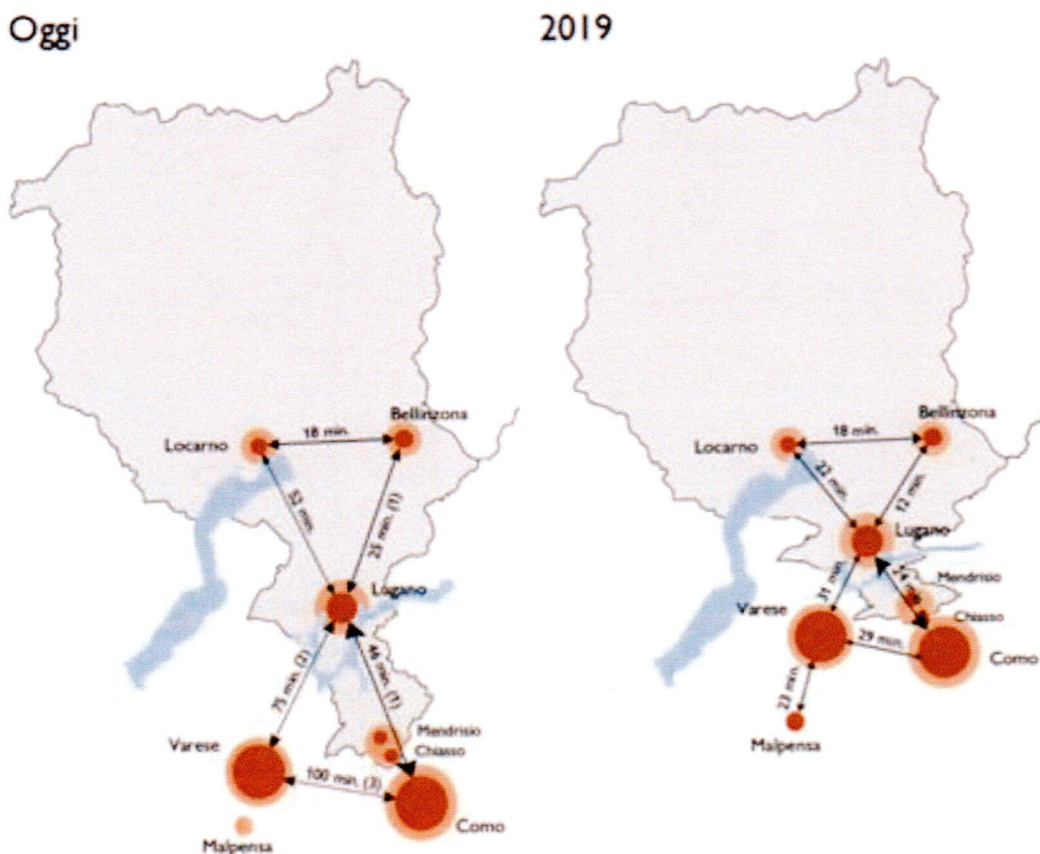 Oggi
2019
Bellinzona
18 min.
Locarno
52 min.
25 min. (1)
Lugano
75 min. (2)
46 min. (1)
Mendrisio
Chiasso
Varese
100 min. (3)
Como
Malpensa
Bellinzona
18 min.
Locarno
22 min.
12 min.
Lugano
31 min.
Mendrisio
Varese
Chiasso
29 min.
Como
23 min.
Malpensa